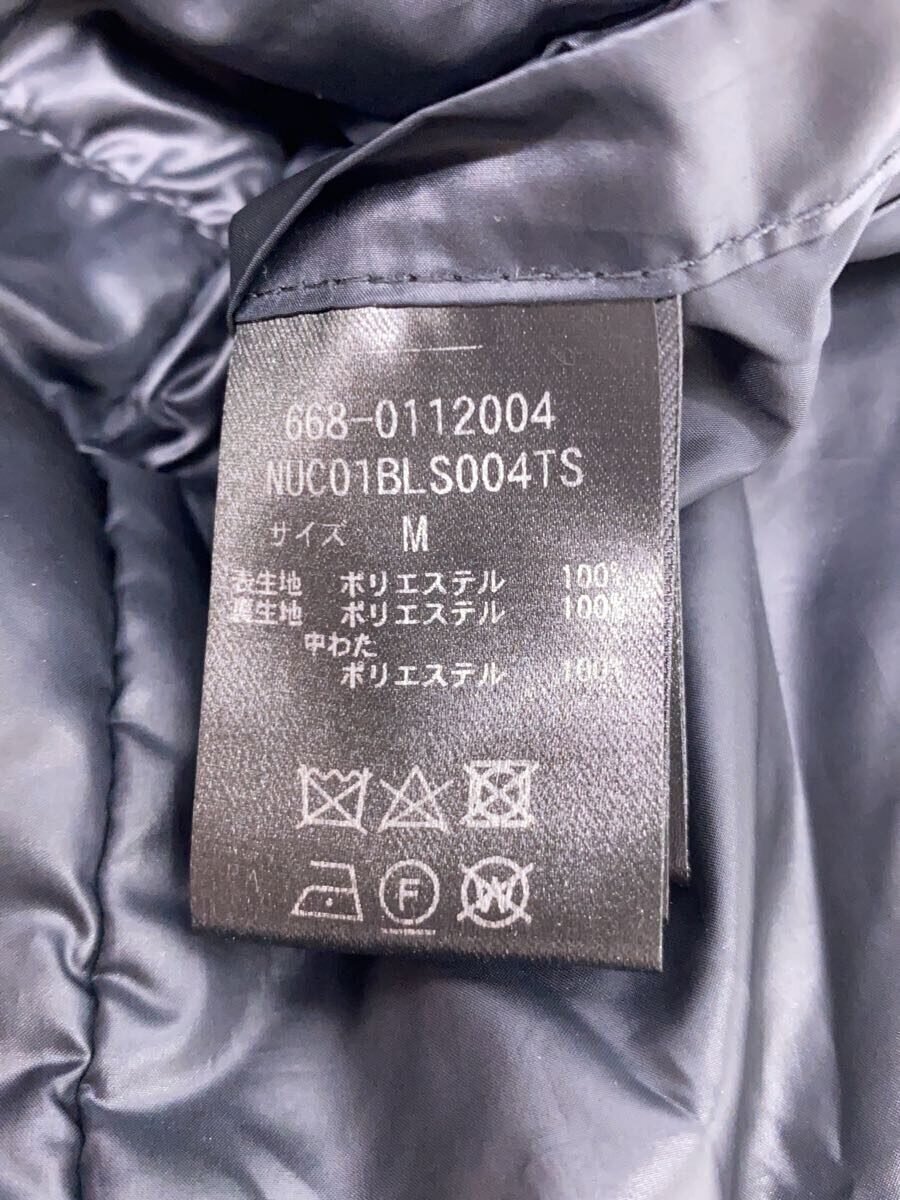 668-0112004
NUC01BLS004TS
サイズ M
表生地 ポリエステル 100%
裏生地 ポリエステル 100%
中わた
ポリエステル 100%
F
W